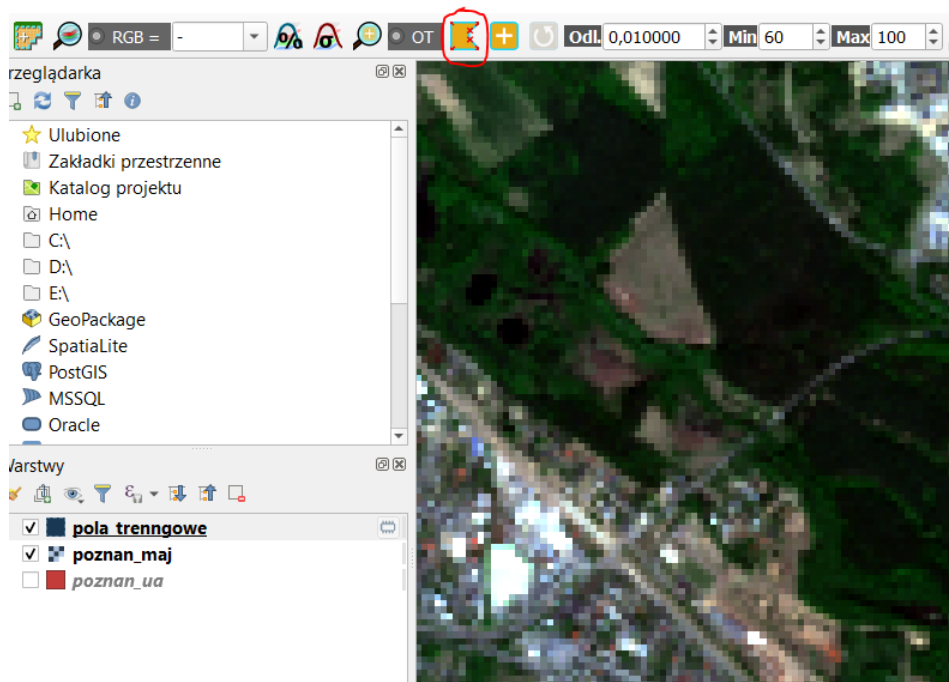 RGB = - OT Odl. 0,010000 Min 60 Max 100
rzeglądarka
Ulubione
Zakładki przestrzenne
Katalog projektu
Home
C:\
D:\
E:\
GeoPackage
SpatiaLite
PostGIS
MSSQL
Oracle
Warstwy
pola_trenngowe
poznan_maj
poznan_ua